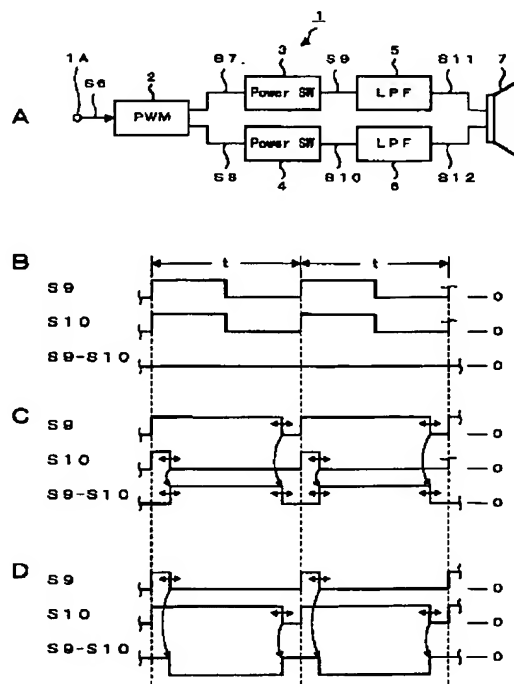 1
1A
S6
2
S7
3
S9
5
S11
7
A
PWM
Power SW
LPF
Power SW
LPF
S8
4
S10
6
S12
B
t
t
S9
0
S10
0
S9-S10
0
C
S9
0
S10
0
S9-S10
0
D
S9
0
S10
0
S9-S10
0